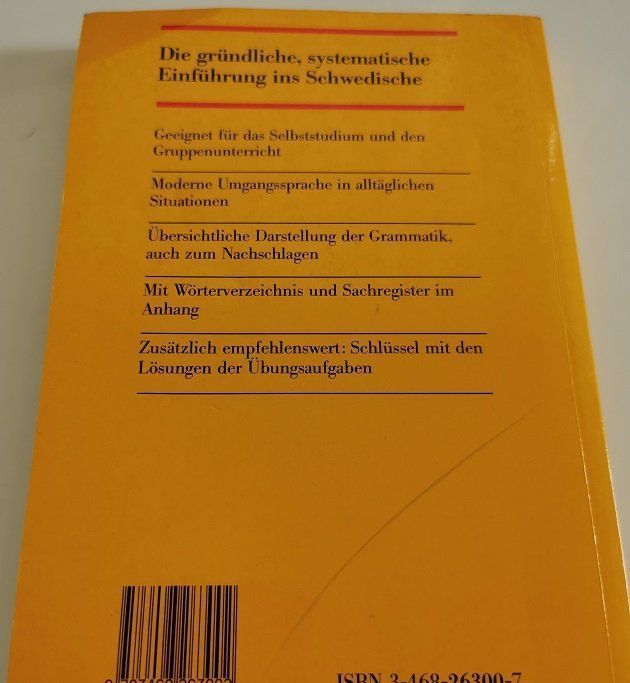 Die gründliche, systematische
Einführung ins Schwedische
Geeignet für das Selbststudium und den
Gruppenunterricht
Moderne Umgangssprache in alltäglichen
Situationen
Übersichtliche Darstellung der Grammatik,
auch zum Nachschlagen
Mit Wörterverzeichnis und Sachregister im
Anhang
Zusätzlich empfehlenswert: Schlüssel mit den
Lösungen der Übungsaufgaben
ISBN 3-468-26300-7